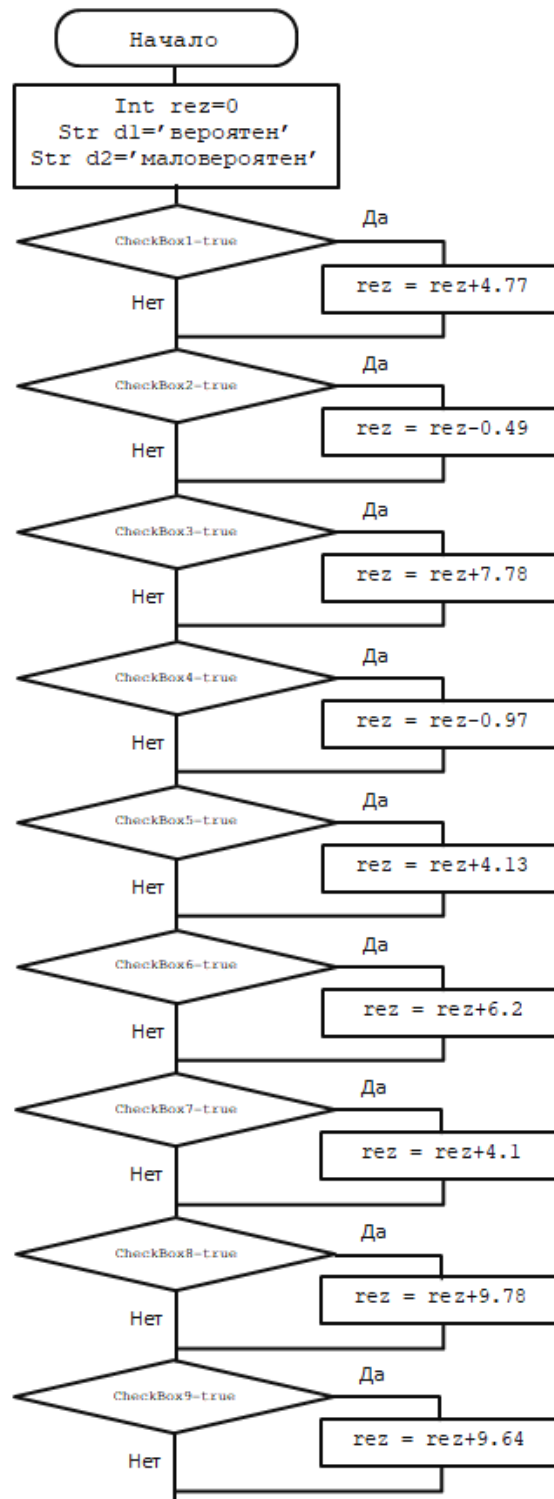 Начало
Int rez=0
Str d1='вероятен'
Str d2='маловероятен'
CheckBox1-true
Да
rez = rez+4.77
Нет
CheckBox2-true
Да
rez = rez-0.49
Нет
CheckBox3-true
Да
rez = rez+7.78
Нет
CheckBox4-true
Да
rez = rez-0.97
Нет
CheckBox5-true
Да
rez = rez+4.13
Нет
CheckBox6-true
Да
rez = rez+6.2
Нет
CheckBox7-true
Да
rez = rez+4.1
Нет
CheckBox8-true
Да
rez = rez+9.78
Нет
CheckBox9-true
Да
rez = rez+9.64
Нет